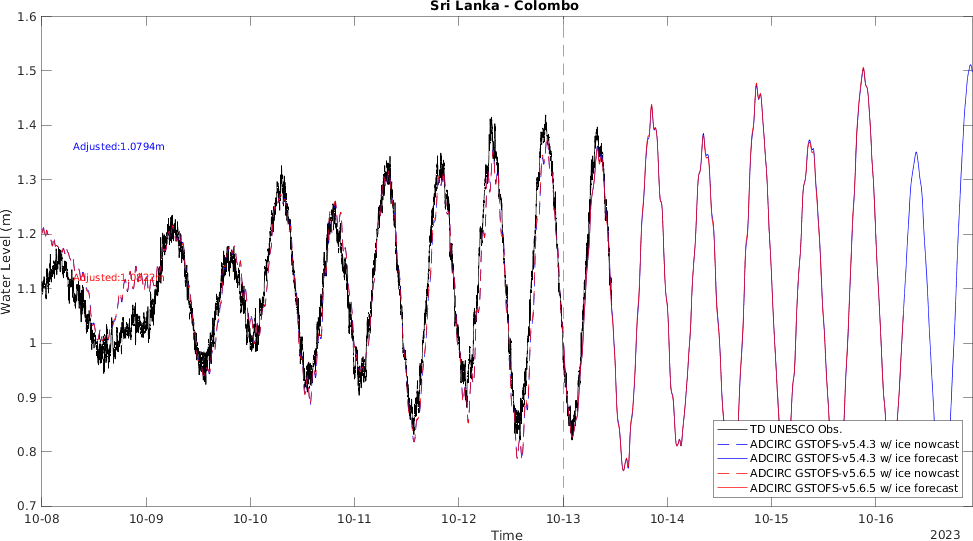 Sri Lanka - Colombo
Water Level (m)
1.6
1.5
1.4
1.3
1.2
1.1
1
0.9
0.8
0.7
Adjusted:1.0794m
Adjusted:1.0822m
TD UNESCO Obs.
ADCIRC GSTOFS-v5.4.3 w/ ice nowcast
ADCIRC GSTOFS-v5.4.3 w/ ice forecast
ADCIRC GSTOFS-v5.6.5 w/ ice nowcast
ADCIRC GSTOFS-v5.6.5 w/ ice forecast
10-08 10-09 10-10 10-11 10-12 10-13 10-14 10-15 10-16
Time
2023